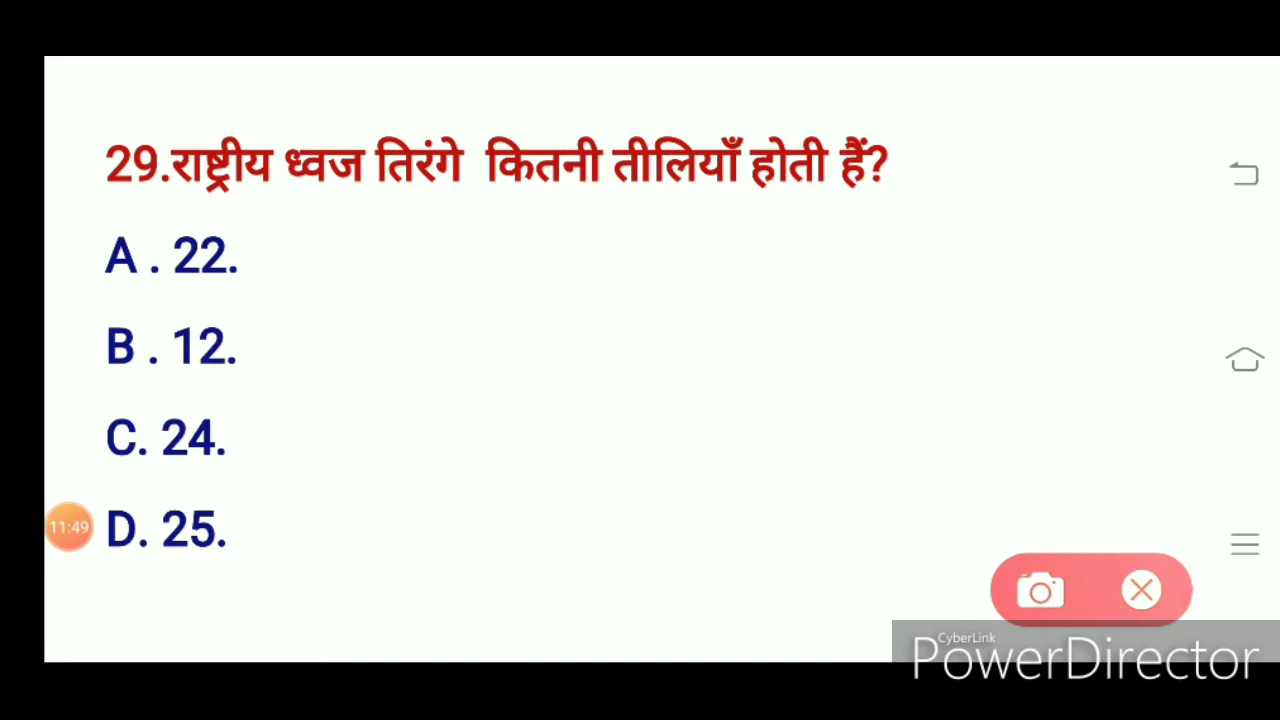 29.राष्ट्रीय ध्वज तिरंगे कितनी तीलियाँ होती हैं?
A . 22.
B . 12.
C. 24.
11:49
D. 25.
CyberLink
PowerDirector